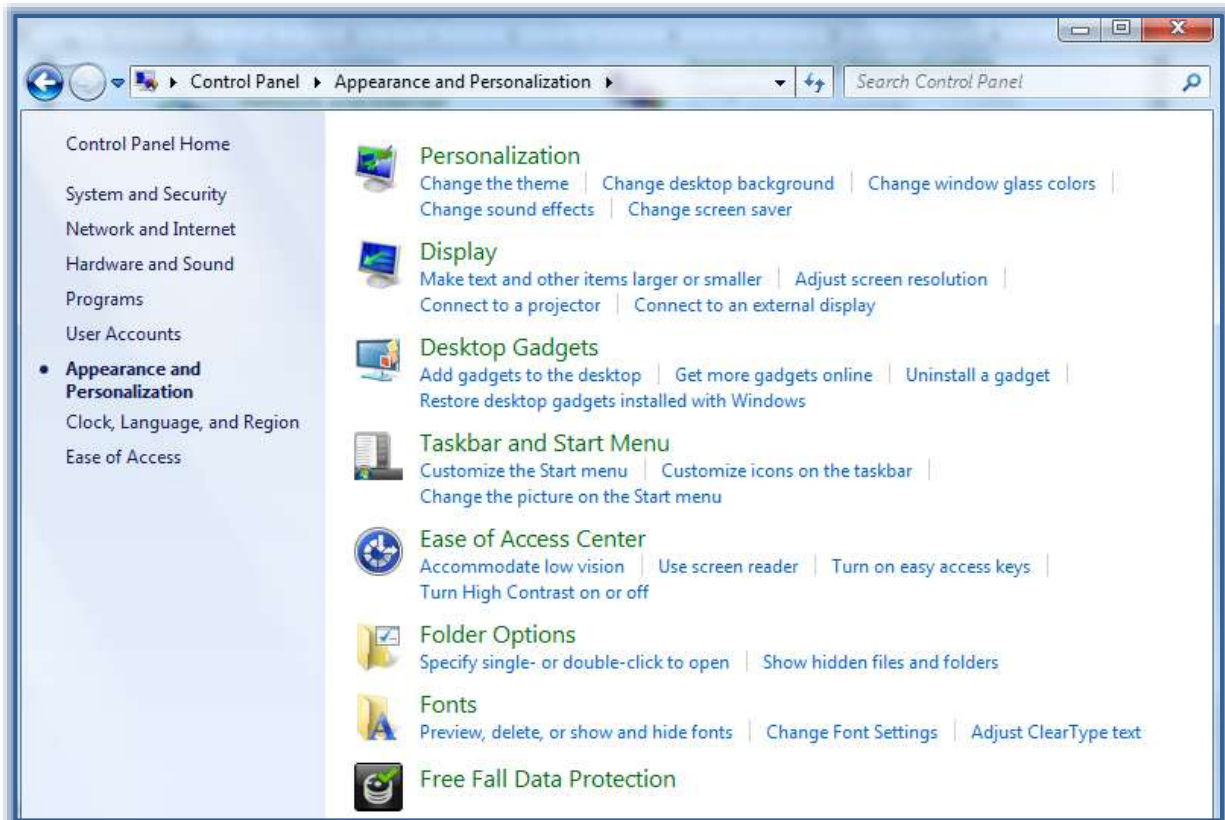 Control Panel Appearance and Personalization Search Control Panel
Control Panel Home
System and Security
Network and Internet
Hardware and Sound
Programs
User Accounts
Appearance and
Personalization
Clock, Language, and Region
Ease of Access
Personalization
Change the theme Change desktop background Change window glass colors
Change sound effects Change screen saver
Display
Make text and other items larger or smaller Adjust screen resolution
Connect to a projector Connect to an external display
Desktop Gadgets
Add gadgets to the desktop Get more gadgets online Uninstall a gadget
Restore desktop gadgets installed with Windows
Taskbar and Start Menu
Customize the Start menu Customize icons on the taskbar
Change the picture on the Start menu
Ease of Access Center
Accommodate low vision Use screen reader Turn on easy access keys
Turn High Contrast on or off
Folder Options
Specify single- or double-click to open Show hidden files and folders
Fonts
Preview, delete, or show and hide fonts Change Font Settings Adjust ClearType text
Free Fall Data Protection